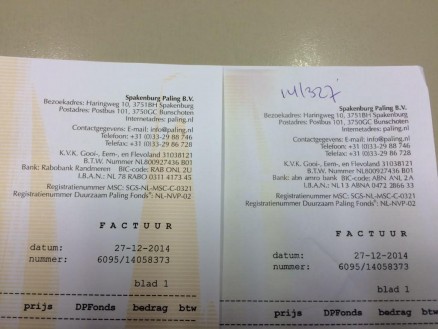 Spakenburg Paling B.V.
Bezoekadres: Haringweg 10, 3751BH Spakenburg
Postadres: Postbus 101, 3750GC Bunschoten
Internetadres: paling.nl
Contactgegevens: E-mail: info@paling.nl
Telefoon: +31 (0)33-29 88 746
Telefax: +31 (0)33-29 86 728
K.V.K. Gooi-, Eem-, en Flevoland 31038121
B.T.W. Nummer NL800927436 B01
Bank: Rabobank Randmeren BIC-code: RAB ONL 2U
I.B.A.N.: NL 78 RABO 0311 4173 45
Registratienummer MSC: SGS-NL-MSC-C-0321
Registratienummer Duurzaam Paling Fonds®: NL-NVP-02
FACTUUR
datum: 27-12-2014
nummer: 6095/14058373
blad 1
prijs DPFonds bedrag btw
14/327
Spakenburg Paling B.V.
Bezoekadres: Haringweg 10, 3751BH Spakenburg
Postadres: Postbus 101, 3750GC Bunschoten
Internetadres: paling.nl
Contactgegevens: E-mail: info@paling.nl
Telefoon: +31 (0)33-29 88 746
Telefax: +31 (0)33-29 86 728
K.V.K. Gooi-, Eem-, en Flevoland 31038121
B.T.W. Nummer NL800927436 B01
Bank: abn amro bank BIC-code: ABN ANL 2A
I.B.A.N.: NL13 ARNA 0472 2866 33
Registratienummer MSC: SGS-NL-MSC-C-0321
Registratienummer Duurzaam Paling Fonds®: NL-NVP-02
FACTUUR
datum: 27-12-2014
nummer: 6095/14058373
blad 1
prijs DPFonds bedrag btw